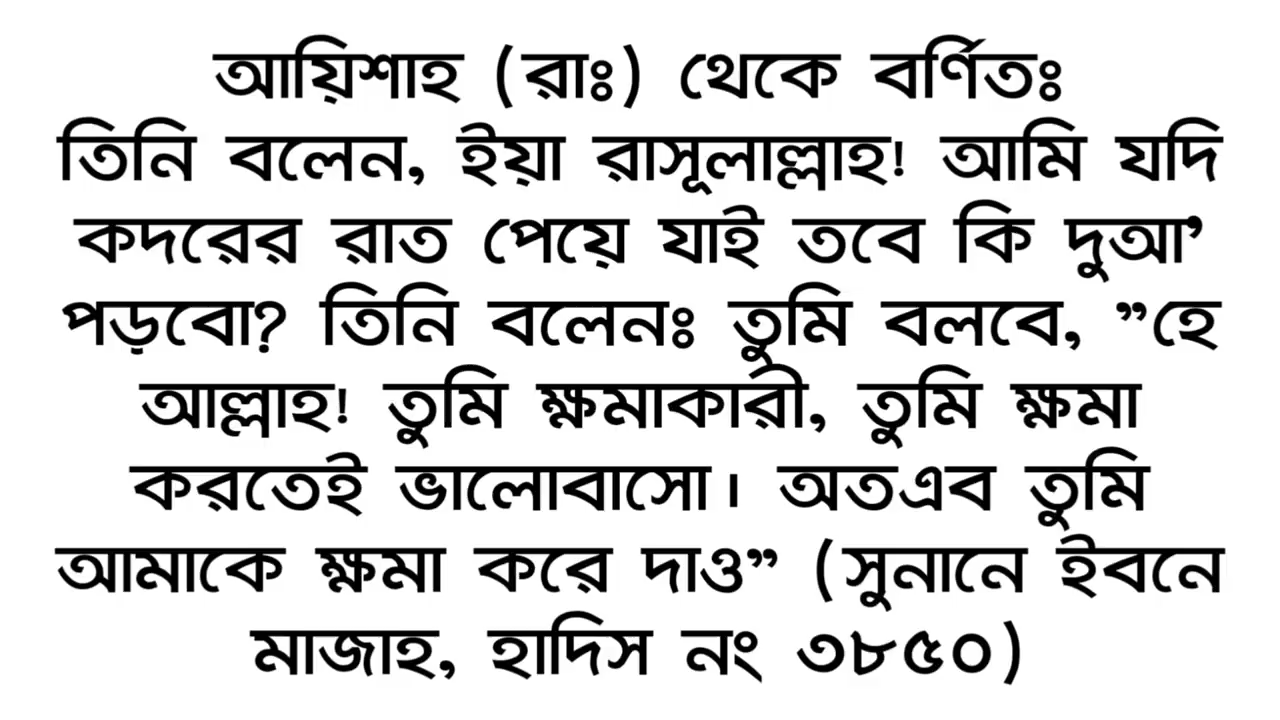 আয়িশাহ (রাঃ) থেকে বর্ণিতঃ
তিনি বলেন, ইয়া রাসূলাল্লাহ! আমি যদি
কদরের রাত পেয়ে যাই তবে কি দুআ’
পড়বো? তিনি বলেনঃ তুমি বলবে, ”হে
আল্লাহ! তুমি ক্ষমাকারী, তুমি ক্ষমা
করতেই ভালোবাসো। অতএব তুমি
আমাকে ক্ষমা করে দাও” (সুনানে ইবনে
মাজাহ, হাদিস নং ৩৮৫০)